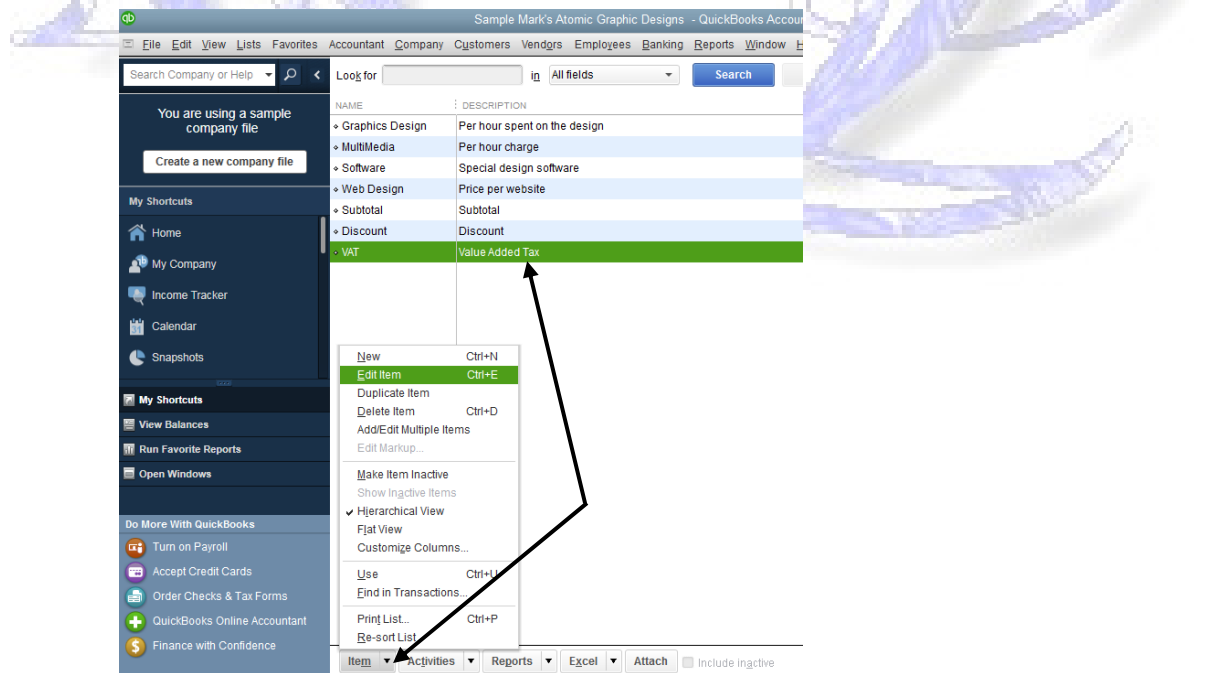 qb Sample Mark's Atomic Graphic Designs - QuickBooks Accou
File Edit View Lists Favorites Accountant Company Customers Vendors Employees Banking Reports Window H
Search Company or Help
Look for in All fields Search
You are using a sample
company file
Create a new company file
My Shortcuts
Home
My Company
Income Tracker
Calendar
Snapshots
My Shortcuts
View Balances
Run Favorite Reports
Open Windows
Do More With QuickBooks
Turn on Payroll
Accept Credit Cards
Order Checks & Tax Forms
QuickBooks Online Accountant
Finance with Confidence
NAME DESCRIPTION
Graphics Design Per hour spent on the design
MultiMedia Per hour charge
Software Special design software
Web Design Price per website
Subtotal Subtotal
Discount Discount
VAT Value Added Tax
New Ctrl+N
Edit Item Ctrl+E
Duplicate Item
Delete Item Ctrl+D
Add/Edit Multiple Items
Edit Markup...
Make Item Inactive
Show Inactive Items
Hierarchical View
Flat View
Customize Columns...
Use Ctrl+U
Find in Transactions...
Print List... Ctrl+P
Re-sort List
Item Activities Reports Excel Attach Include inactive